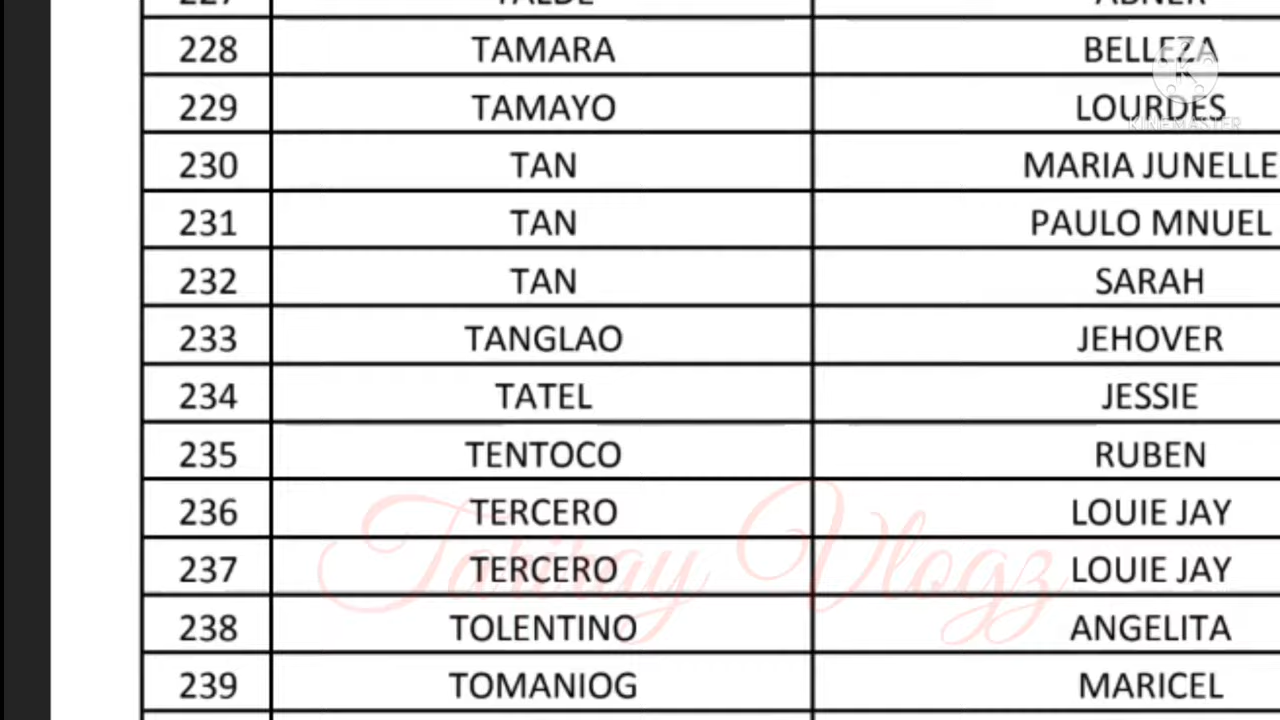 228 TAMARA BELLEZA
229 TAMAYO LOURDES
230 TAN MARIA JUNELLE
231 TAN PAULO MNUEL
232 TAN SARAH
233 TANGLAO JEHOVER
234 TATEL JESSIE
235 TENTOCO RUBEN
236 TERCERO LOUIE JAY
237 TERCERO LOUIE JAY
238 TOLENTINO ANGELITA
239 TOMANIOG MARICEL
KINEMASTER
Vlogz